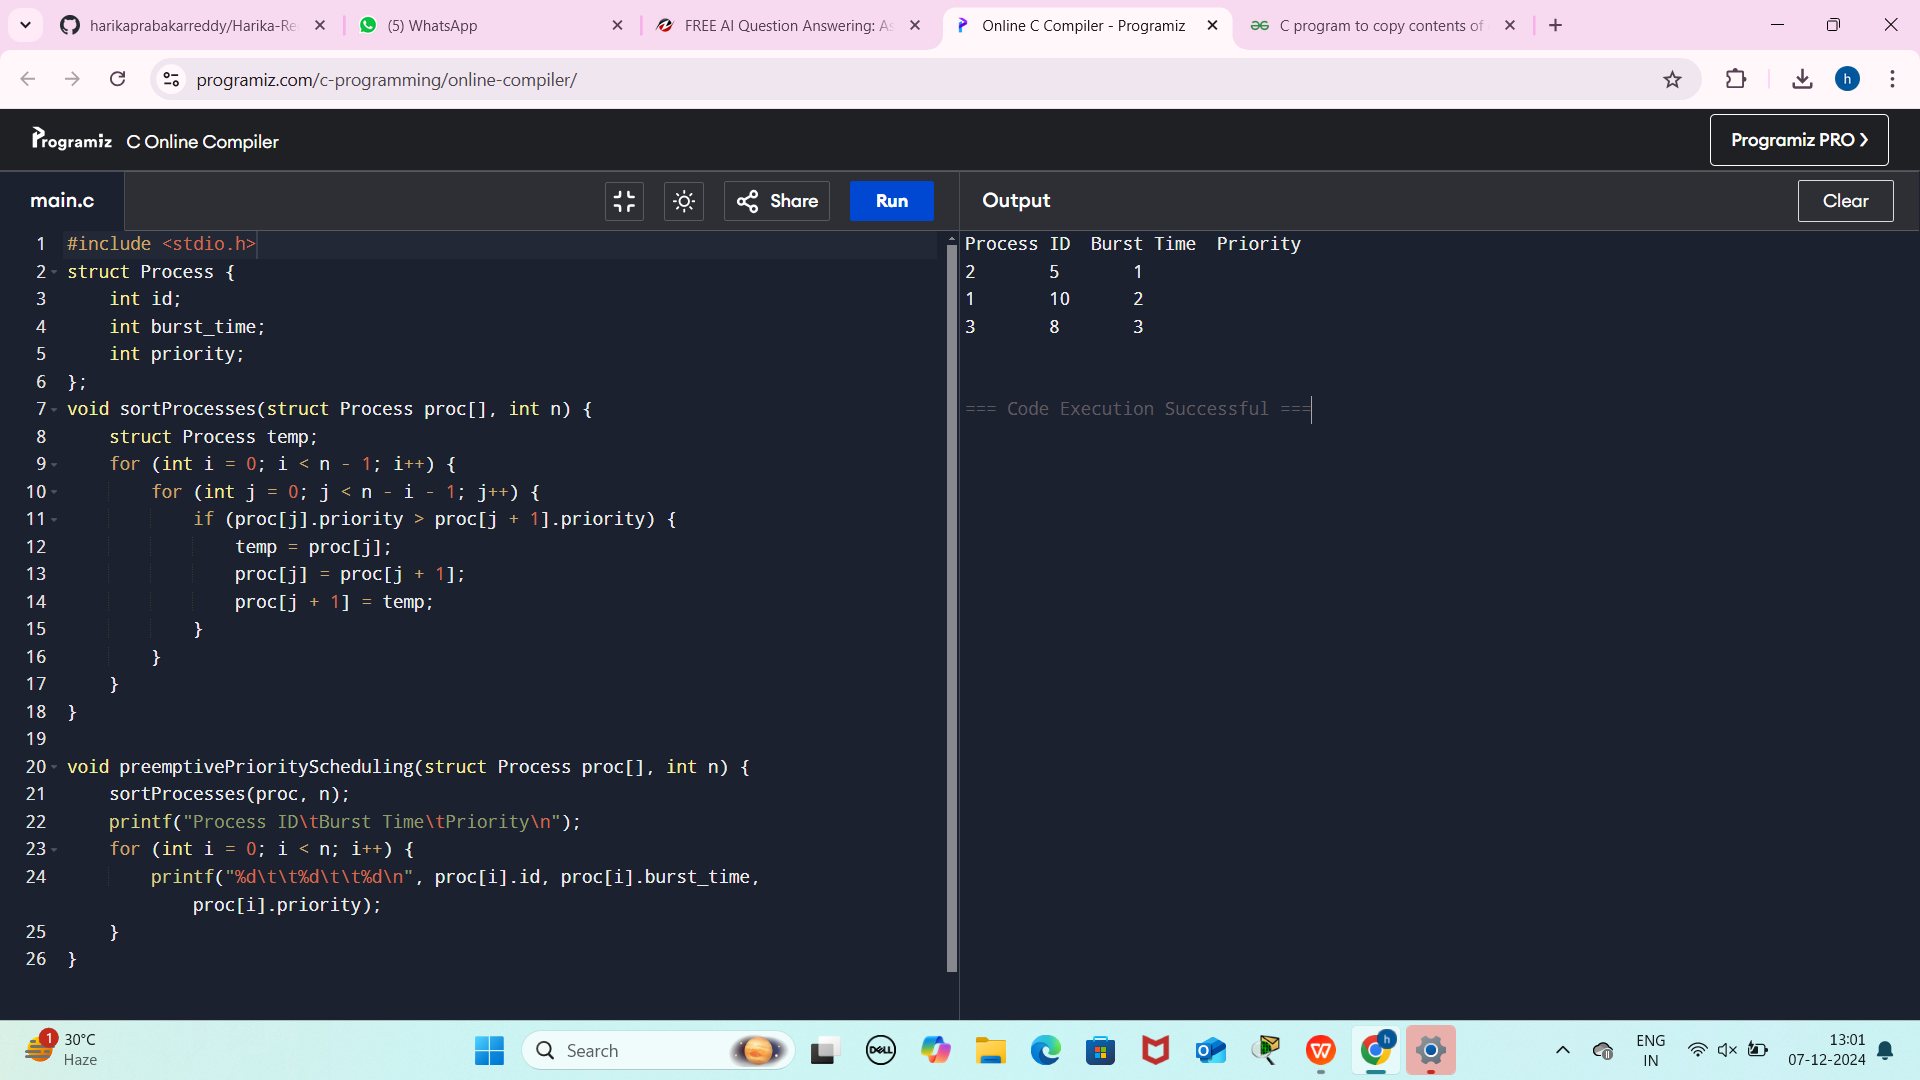 harikaprabakarreddy/Harika-Re
(5) WhatsApp
FREE AI Question Answering: As
Online C Compiler - Programiz
C program to copy contents of
programiz.com/c-programming/online-compiler/
h
Programiz C Online Compiler
Programiz PRO
main.c
Share
Run
Output
Clear
1 #include <stdio.h>
2 struct Process {
3 int id;
4 int burst_time;
5 int priority;
6 };
7 void sortProcesses(struct Process proc[], int n) {
8 struct Process temp;
9 for (int i = 0; i < n - 1; i++) {
10 for (int j = 0; j < n - i - 1; j++) {
11 if (proc[j].priority > proc[j + 1].priority) {
12 temp = proc[j];
13 proc[j] = proc[j + 1];
14 proc[j + 1] = temp;
15 }
16 }
17 }
18 }
19
20 void preemptivePriorityScheduling(struct Process proc[], int n) {
21 sortProcesses(proc, n);
22 printf("Process ID\tBurst Time\tPriority\n");
23 for (int i = 0; i < n; i++) {
24 printf("%d\t\t%d\t\t%d\n", proc[i].id, proc[i].burst_time,
proc[i].priority);
25 }
26 }
Process ID Burst Time Priority
2 5 1
1 10 2
3 8 3
=== Code Execution Successful ===
1
30°C
Haze
Search
DELL
h
ENG
IN
13:01
07-12-2024